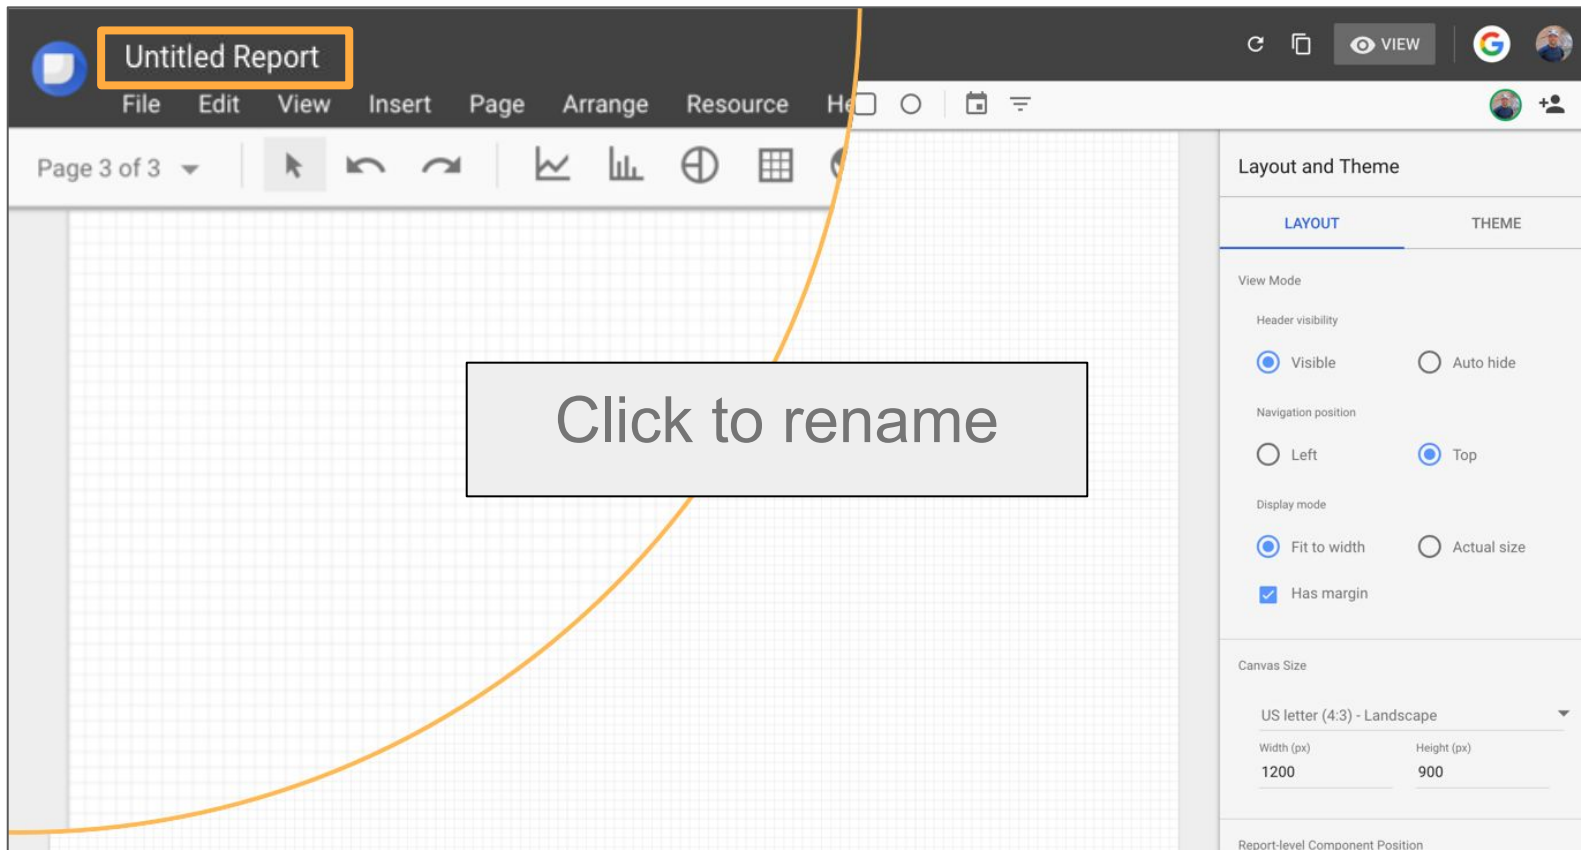 Untitled Report
File Edit View Insert Page Arrange Resource
VIEW
Page 3 of 3
Click to rename
Layout and Theme
LAYOUT THEME
View Mode
Header visibility
Visible Auto hide
Navigation position
Left Top
Display mode
Fit to width Actual size
Has margin
Canvas Size
US letter (4:3) - Landscape
Width (px) Height (px)
1200 900
Report-level Component Position